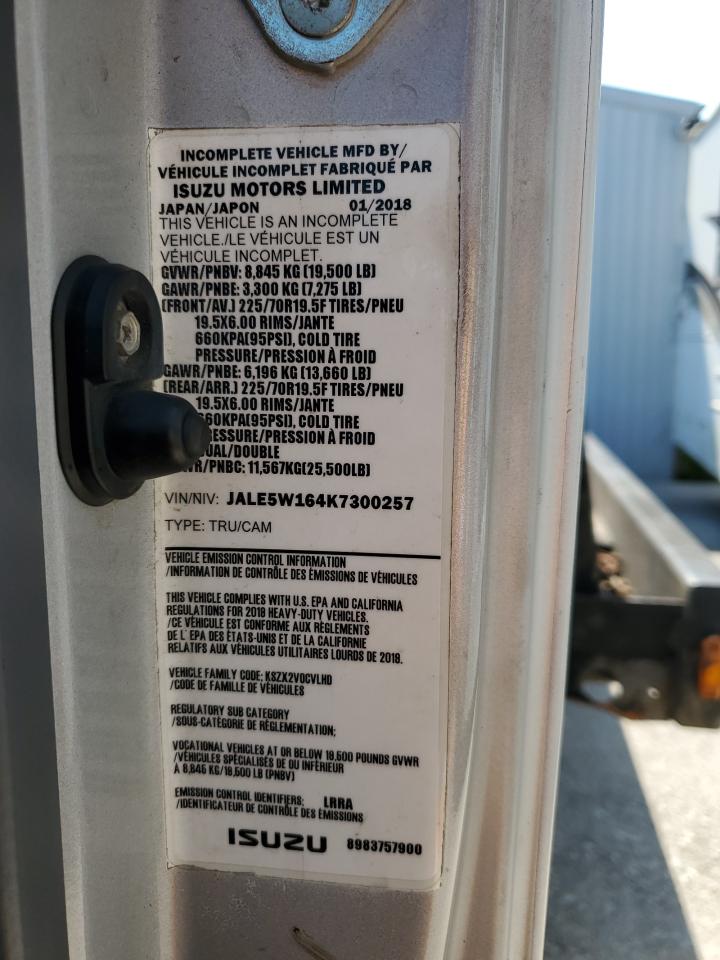 INCOMPLETE VEHICLE MFD BY/
VÉHICULE INCOMPLET FABRIQUÉ PAR
ISUZU MOTORS LIMITED
JAPAN/JAPON 01/2018
THIS VEHICLE IS AN INCOMPLETE
VEHICLE./LE VÉHICULE EST UN
VÉHICULE INCOMPLET.
GVWR/PNBV: 8,845 KG (19,500 LB)
GAWR/PNBE: 3,300 KG (7,275 LB)
(FRONT/AV.) 225/70R19.5F TIRES/PNEU
19.5X6.00 RIMS/JANTE
660KPA(95PSI), COLD TIRE
PRESSURE/PRESSION À FROID
GAWR/PNBE: 6,196 KG (13,660 LB)
(REAR/ARR.) 225/70R19.5F TIRES/PNEU
19.5X6.00 RIMS/JANTE
660KPA(95PSI), COLD TIRE
RESSURE/PRESSION À FROID
UAL/DOUBLE
WR/PNBC: 11,567KG(25,500LB)
VIN/NIV: JALE5W164K7300257
TYPE: TRU/CAM
VEHICLE EMISSION CONTROL INFORMATION
/INFORMATION DE CONTRÔLE DES ÉMISSIONS DE VÉHICULES
THIS VEHICLE COMPLIES WITH U.S. EPA AND CALIFORNIA
REGULATIONS FOR 2018 HEAVY-DUTY VEHICLES.
/CE VÉHICULE EST CONFORME AUX RÈGLEMENTS
DE L' EPA DES ÉTATS-UNIS ET DE LA CALIFORNIE
RELATIFS AUX VÉHICULES UTILITAIRES LOURDS DE 2018.
VEHICLE FAMILY CODE: KSZX2VOCVLHD
/CODE DE FAMILLE DE VÉHICULES
REGULATORY SUB CATEGORY
/SOUS-CATÉGORIE DE RÉGLEMENTATION:
VOCATIONAL VEHICLES AT OR BELOW 19,500 POUNDS GVWR
/VÉHICULES SPÉCIALISÉS DE OU INFÉRIEUR
À 8,845 KG/19,500 LB (PNBV)
EMISSION CONTROL IDENTIFIERS: LRRA
/IDENTIFICATEUR DE CONTRÔLE DES ÉMISSIONS
ISUZU 8983757900